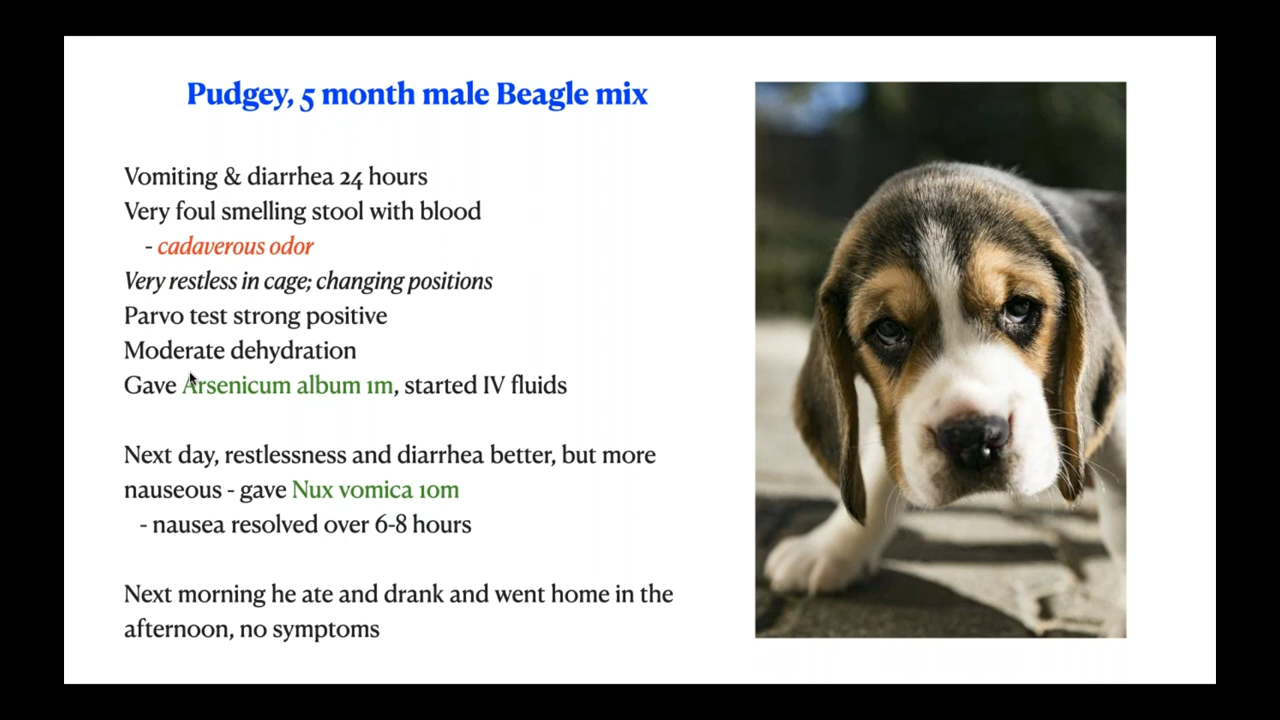 Pudgey, 5 month male Beagle mix
Vomiting & diarrhea 24 hours
Very foul smelling stool with blood
- cadaverous odor
Very restless in cage; changing positions
Parvo test strong positive
Moderate dehydration
Gave Arsenicum album 1m, started IV fluids
Next day, restlessness and diarrhea better, but more
nauseous - gave Nux vomica 10m
- nausea resolved over 6-8 hours
Next morning he ate and drank and went home in the
afternoon, no symptoms